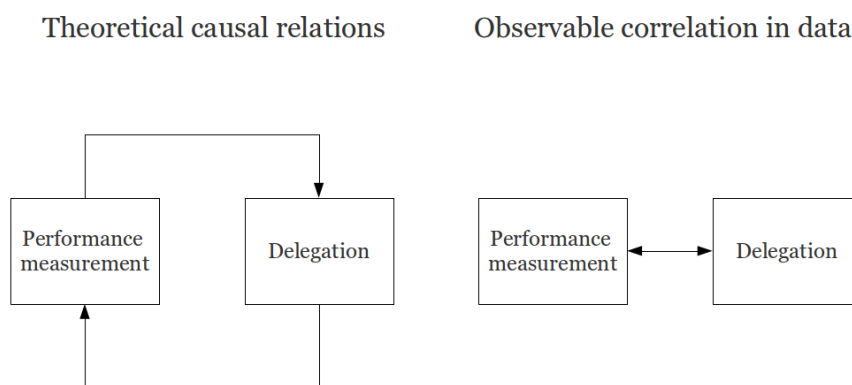 Theoretical causal relations
Observable correlation in data
Performance
measurement
Delegation
Performance
measurement
Delegation